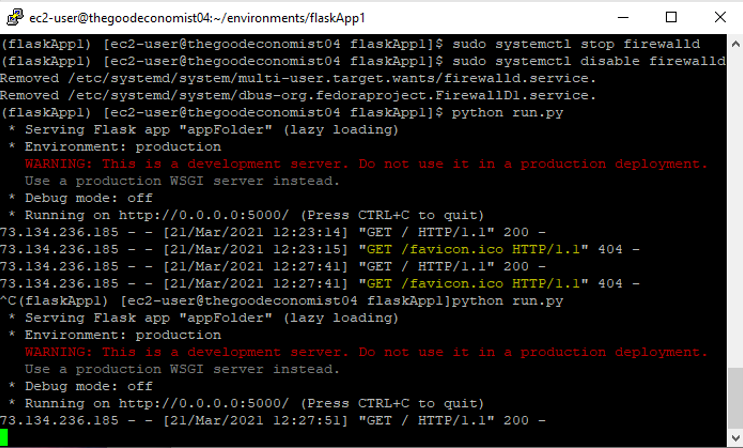 ec2-user@thegoodeconomist04:~/environments/flaskApp1
(flaskApp1) [ec2-user@thegoodeconomist04 flaskApp1]$ sudo systemctl stop firewalld
(flaskApp1) [ec2-user@thegoodeconomist04 flaskApp1]$ sudo systemctl disable firewalld
Removed /etc/systemd/system/multi-user.target.wants/firewalld.service.
Removed /etc/systemd/system/dbus-org.fedoraproject.FirewallD1.service.
(flaskApp1) [ec2-user@thegoodeconomist04 flaskApp1]$ python run.py
 * Serving Flask app "appFolder" (lazy loading)
 * Environment: production
   WARNING: This is a development server. Do not use it in a production deployment.
   Use a production WSGI server instead.
 * Debug mode: off
 * Running on http://0.0.0.0:5000/ (Press CTRL+C to quit)
73.134.236.185 - - [21/Mar/2021 12:23:14] "GET / HTTP/1.1" 200 -
73.134.236.185 - - [21/Mar/2021 12:23:15] "GET /favicon.ico HTTP/1.1" 404 -
73.134.236.185 - - [21/Mar/2021 12:27:41] "GET / HTTP/1.1" 200 -
73.134.236.185 - - [21/Mar/2021 12:27:41] "GET /favicon.ico HTTP/1.1" 404 -
^C(flaskApp1) [ec2-user@thegoodeconomist04 flaskApp1]python run.py
 * Serving Flask app "appFolder" (lazy loading)
 * Environment: production
   WARNING: This is a development server. Do not use it in a production deployment.
   Use a production WSGI server instead.
 * Debug mode: off
 * Running on http://0.0.0.0:5000/ (Press CTRL+C to quit)
73.134.236.185 - - [21/Mar/2021 12:27:51] "GET / HTTP/1.1" 200 -